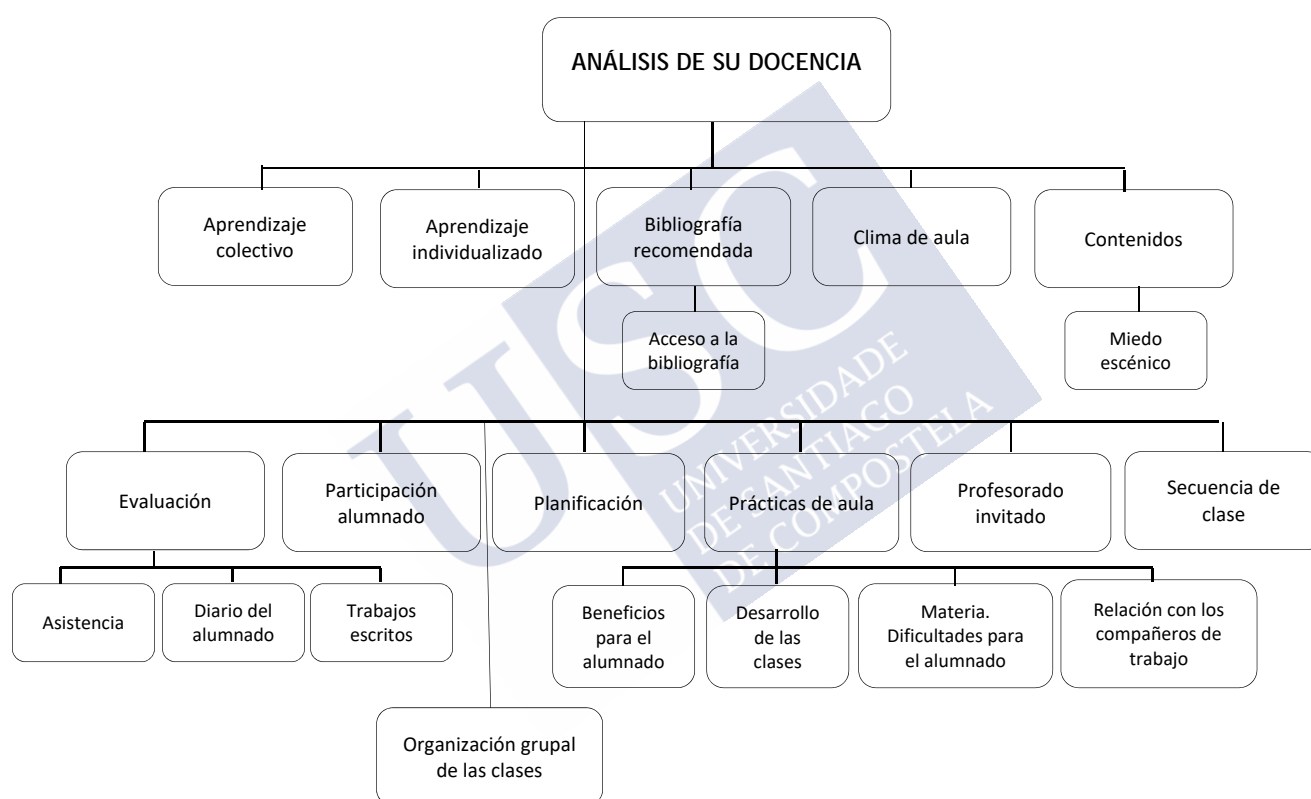 ANÁLISIS DE SU DOCENCIA
Aprendizaje
colectivo
Aprendizaje
individualizado
Bibliografía
recomendada
Clima de aula
Contenidos
Acceso a la
bibliografía
Miedo
escénico
Evaluación
Participación
alumnado
Planificación
Prácticas de aula
Profesorado
invitado
Secuencia de
clase
Asistencia
Diario del
alumnado
Trabajos
escritos
Beneficios
para el
alumnado
Desarrollo
de las
clases
Materia.
Dificultades para
el alumnado
Relación con los
compañeros de
trabajo
Organización grupal
de las clases
USC
UNIVERSIDADE
DE SANTIAGO
DE COMPOSTELA